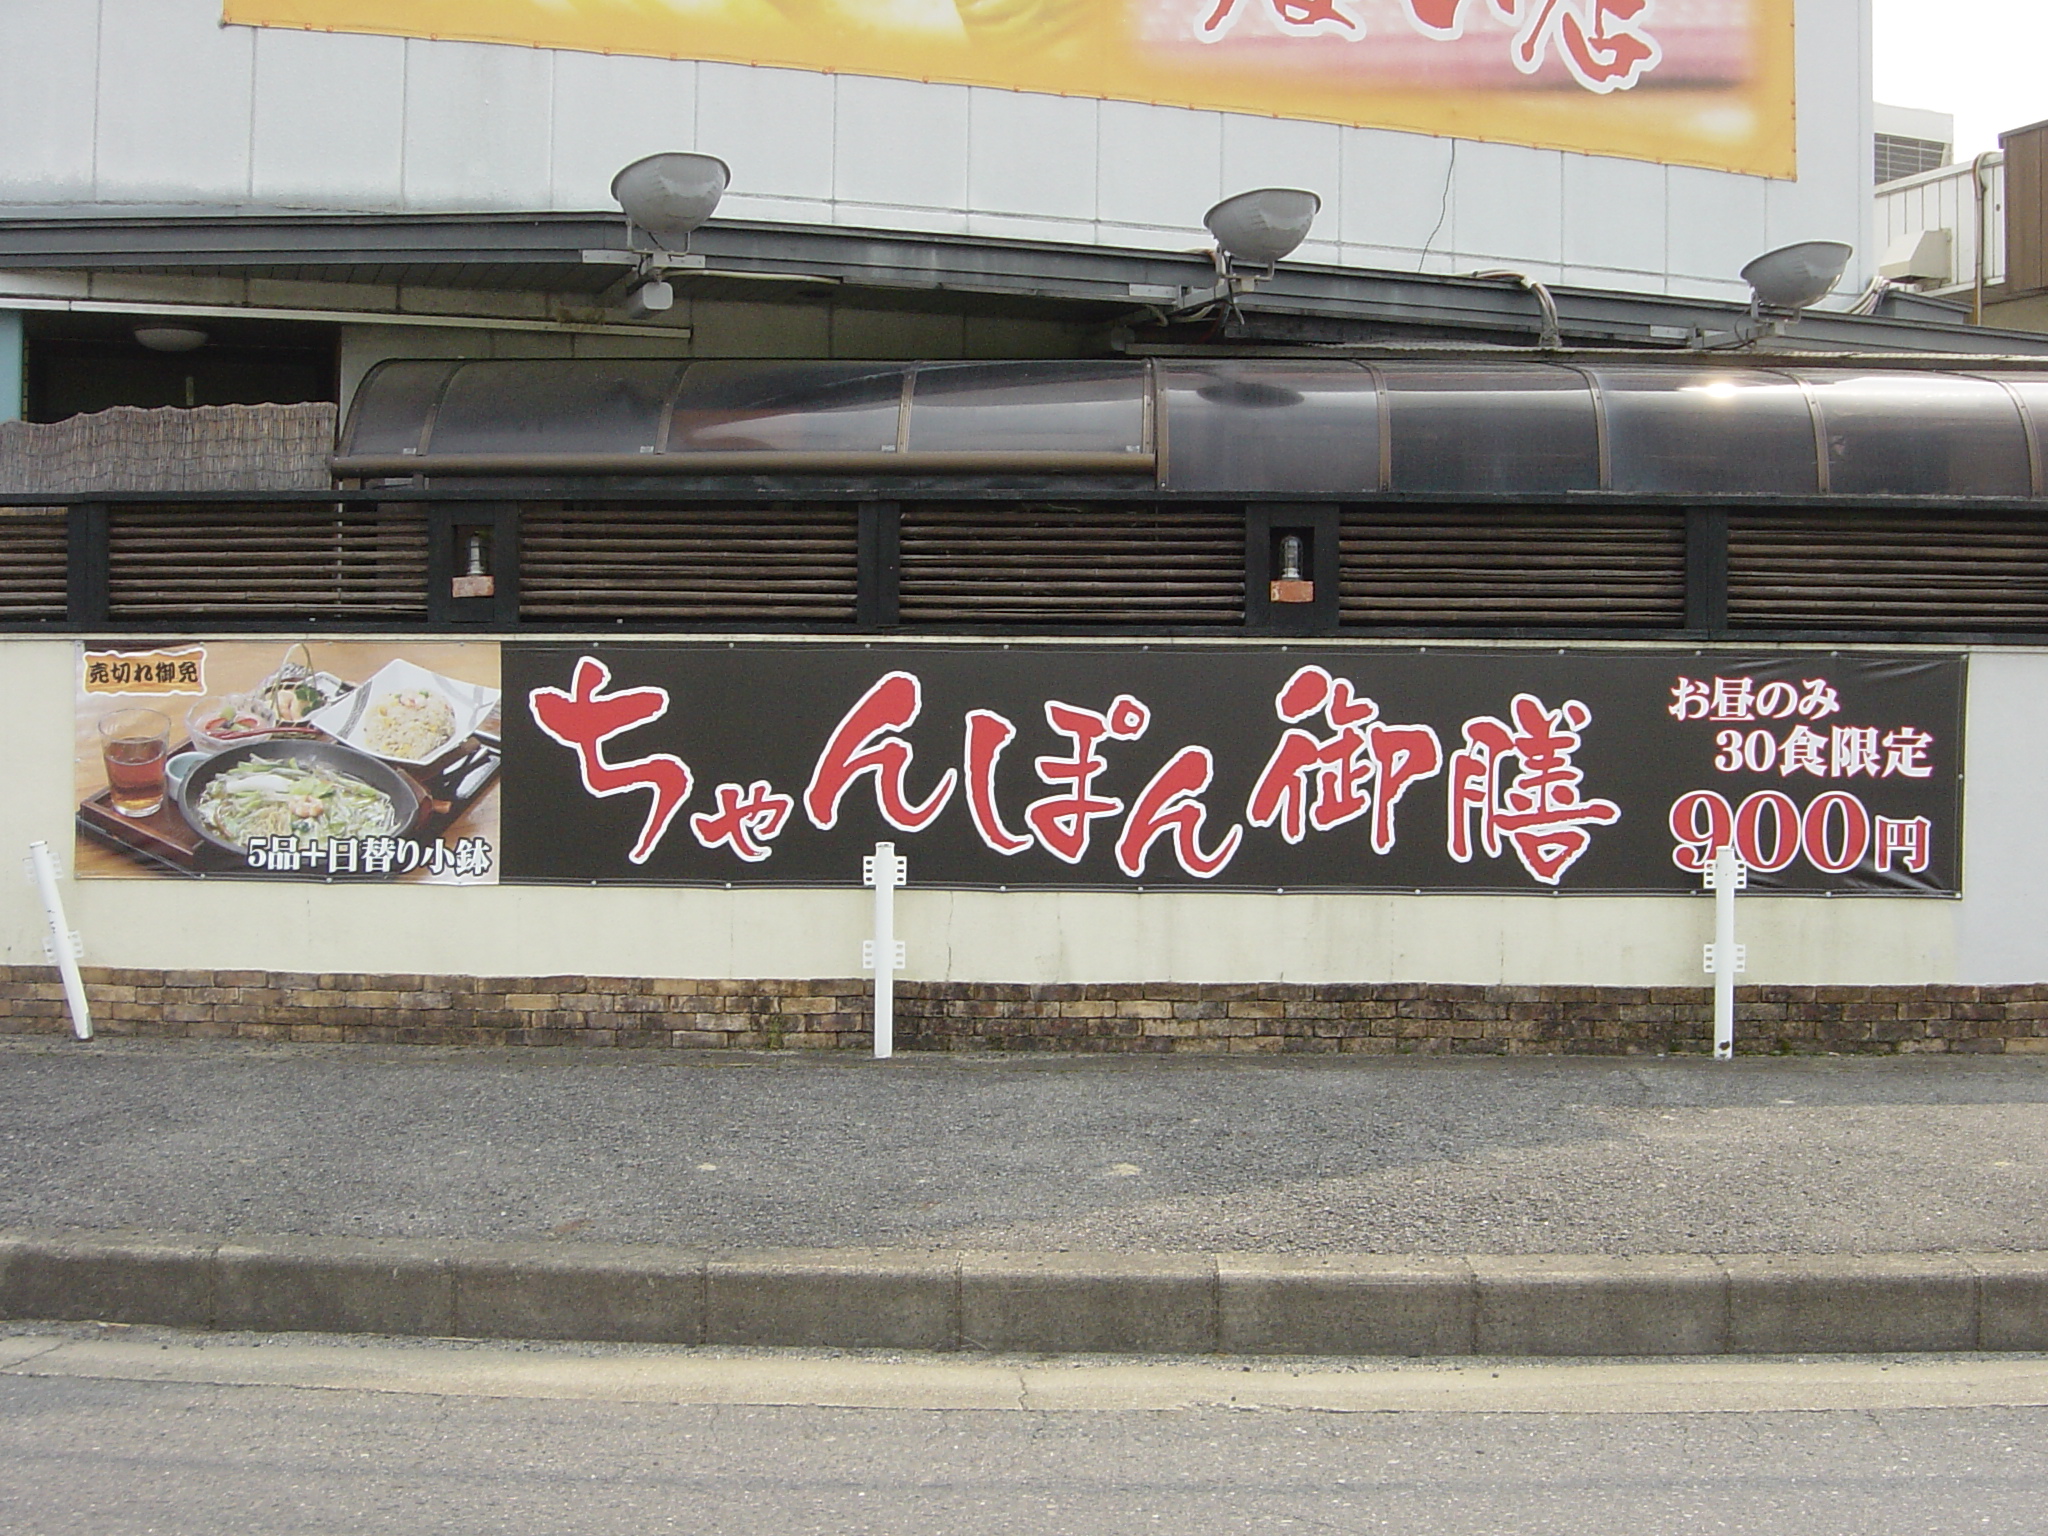 売切れ御免
5品+日替り小鉢
ちゃんぽん御膳
お昼のみ
30食限定
900円